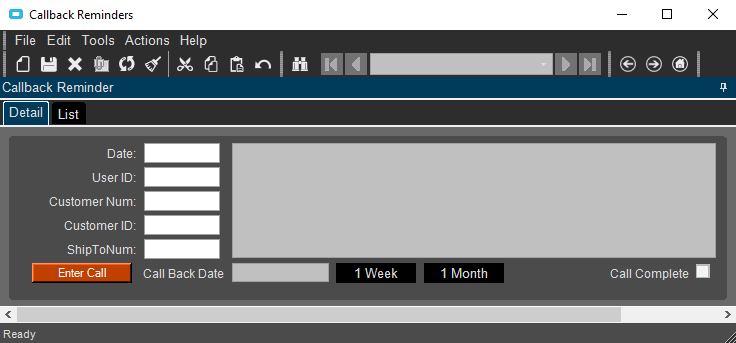 Callback Reminders
File Edit Tools Actions Help
Callback Reminder
Detail List
Date:
User ID:
Customer Num:
Customer ID:
ShipToNum:
Enter Call Call Back Date 1 Week 1 Month Call Complete
Ready